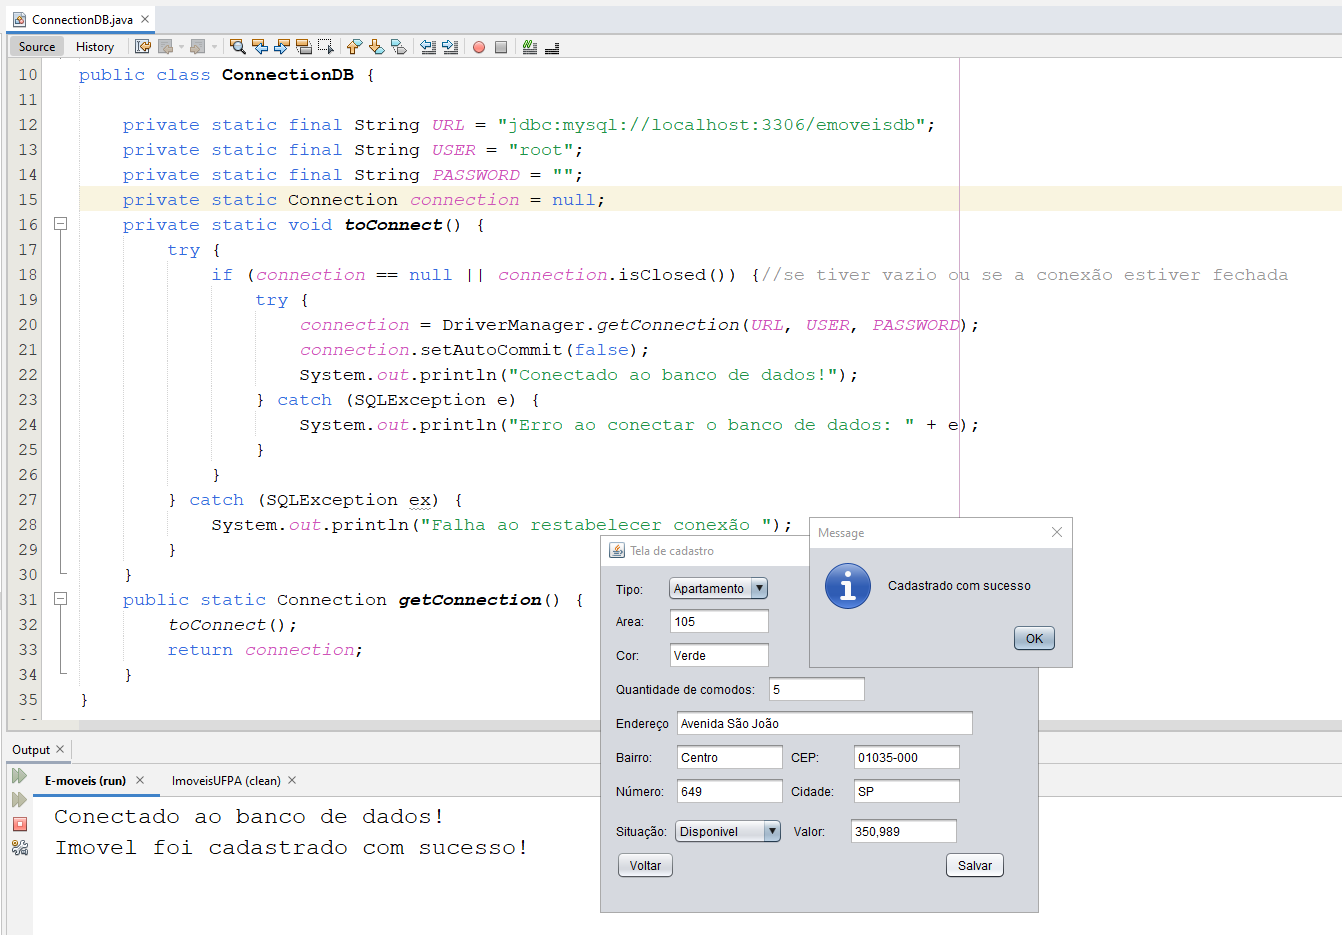 ConnectionDB.java
Source History
10 public class ConnectionDB {
11
12 private static final String URL = "jdbc:mysql://localhost:3306/emoveisdb";
13 private static final String USER = "root";
14 private static final String PASSWORD = "";
15 private static Connection connection = null;
16 private static void toConnect() {
17 try {
18 if (connection == null || connection.isClosed()) {//se tiver vazio ou se a conexão estiver fechada
19 try {
20 connection = DriverManager.getConnection(URL, USER, PASSWORD);
21 connection.setAutoCommit(false);
22 System.out.println("Conectado ao banco de dados!");
23 } catch (SQLException e) {
24 System.out.println("Erro ao conectar o banco de dados: " + e);
25 }
26 }
27 } catch (SQLException ex) {
28 System.out.println("Falha ao restabelecer conexão ");
29 }
30 }
31 public static Connection getConnection() {
32 toConnect();
33 return connection;
34 }
35 }
Message
Cadastrado com sucesso
OK
Tela de cadastro
Tipo: Apartamento
Area: 105
Cor: Verde
Quantidade de comodos: 5
Endereço Avenida São João
Bairro: Centro CEP: 01035-000
Número: 649 Cidade: SP
Situação: Disponivel Valor: 350,989
Voltar Salvar
Output
E-moveis (run) ImoveisUFPA (clean)
Conectado ao banco de dados!
Imovel foi cadastrado com sucesso!